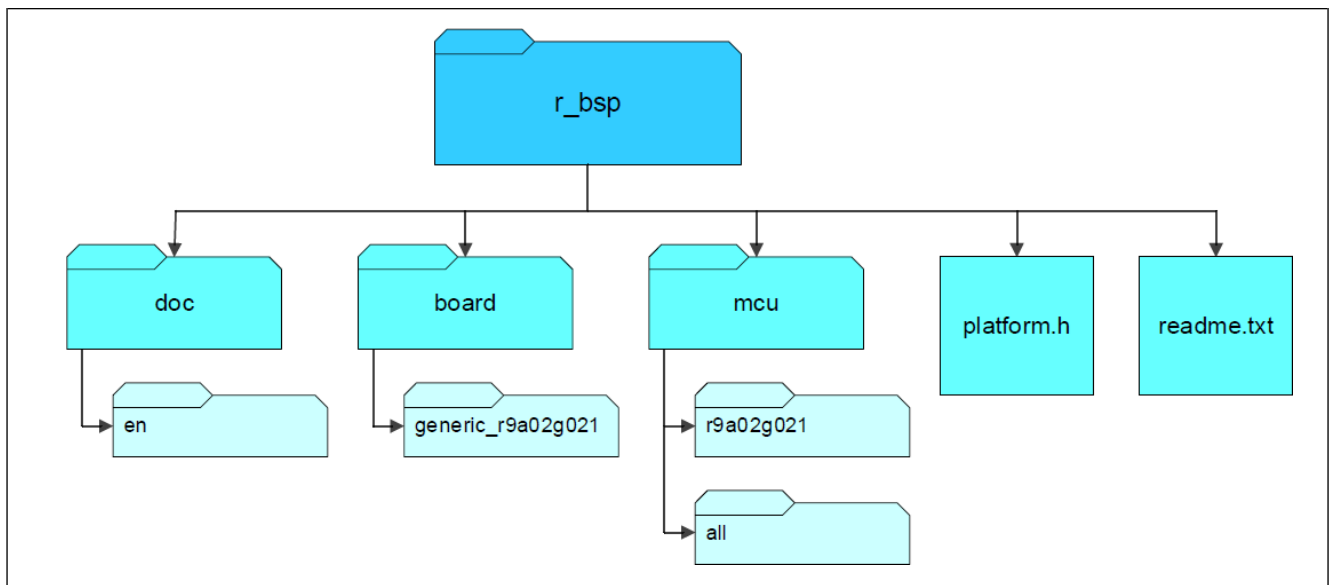 r_bsp
doc
board
mcu
platform.h
readme.txt
en
generic_r9a02g021
r9a02g021
all